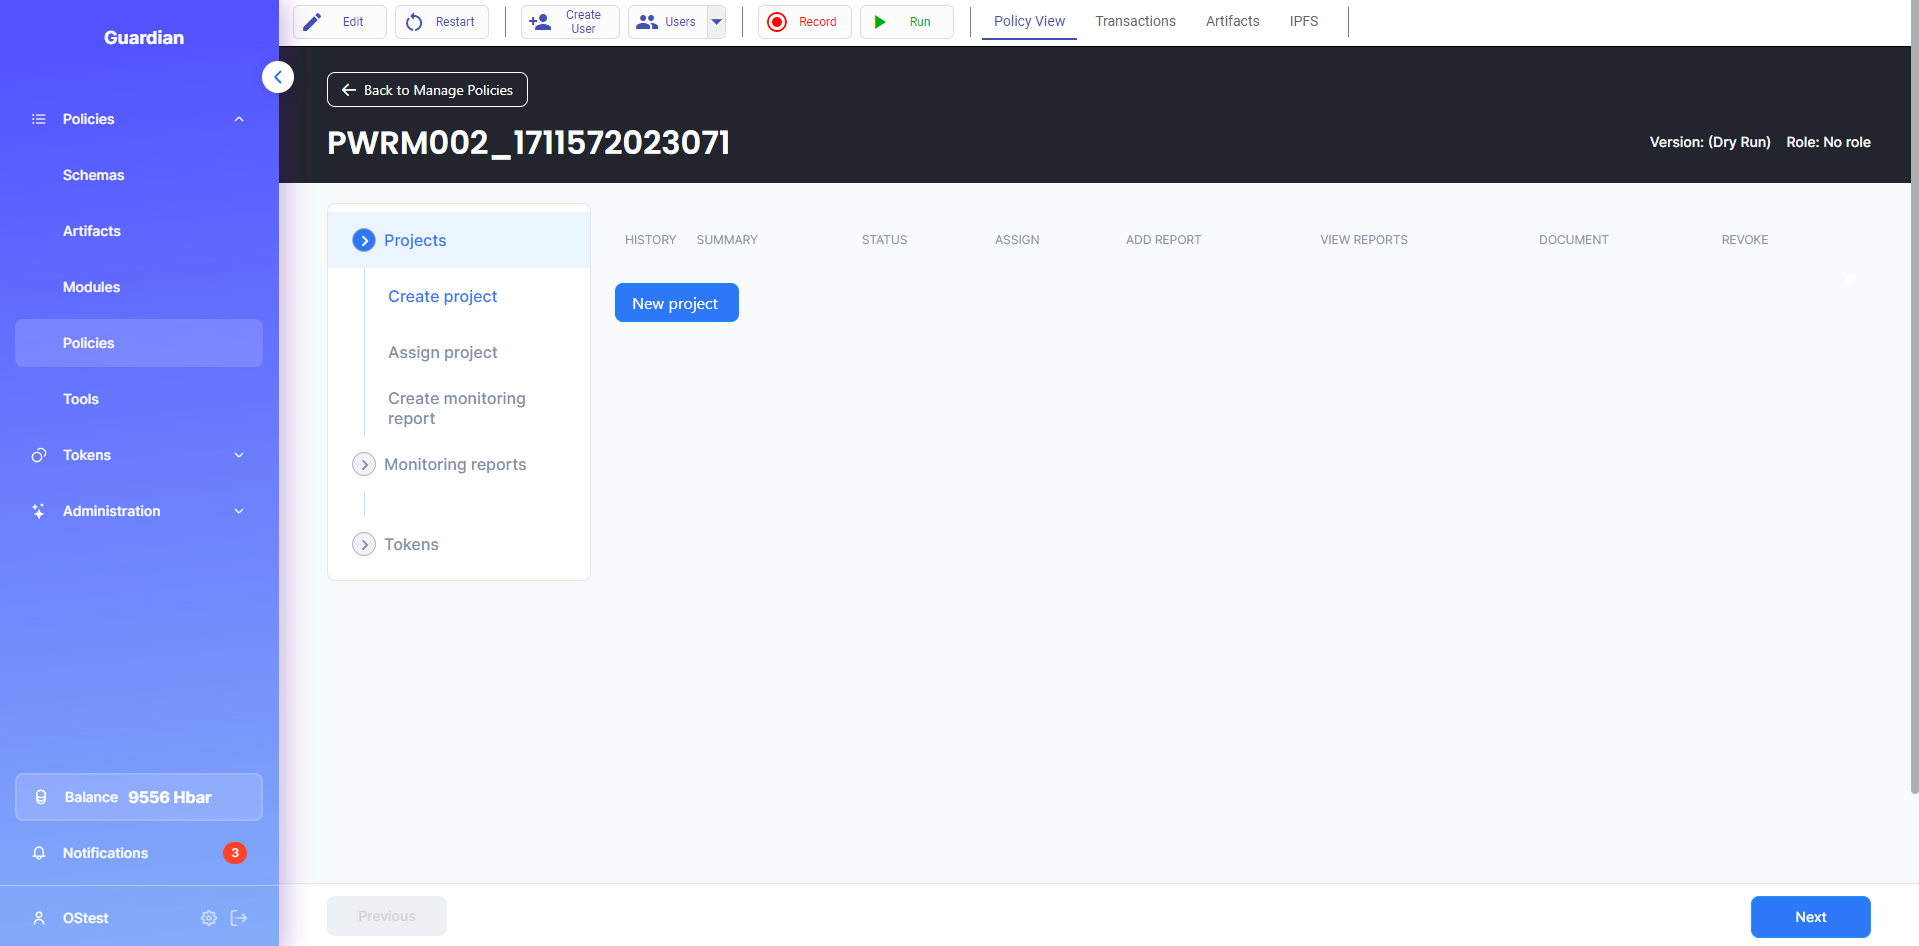 Guardian
Policies
Schemas
Artifacts
Modules
Policies
Tools
Tokens
Administration
Balance 9556 Hbar
Notifications 3
OStest
Edit Restart Create User Users Record Run Policy View Transactions Artifacts IPFS
Back to Manage Policies
PWRM002_1711572023071
Version: (Dry Run) Role: No role
Projects
Create project
Assign project
Create monitoring
report
Monitoring reports
Tokens
HISTORY SUMMARY STATUS ASSIGN ADD REPORT VIEW REPORTS DOCUMENT REVOKE
New project
Previous
Next